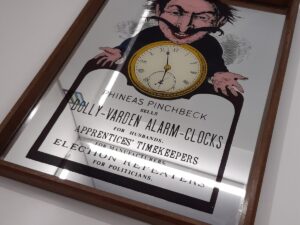 PHINEAS PINCHBECK
SELLS
DOLLY-VARDEN ALARM-CLOCKS
FOR HUSBANDS.
APPRENTICES' TIMEKEEPERS
FOR MANUFACTURERS.
ELECTION REPEATERS
FOR POLITICIANS.